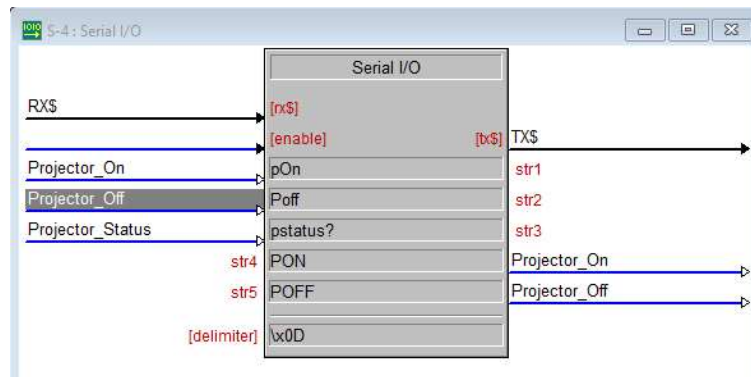 S-4 : Serial I/O
Serial I/O
RX$ [rx$]
[enable] [tx$] TX$
Projector_On pOn str1
Projector_Off Poff str2
Projector_Status pstatus? str3
str4 PON Projector_On
str5 POFF Projector_Off
[delimiter] \x0D